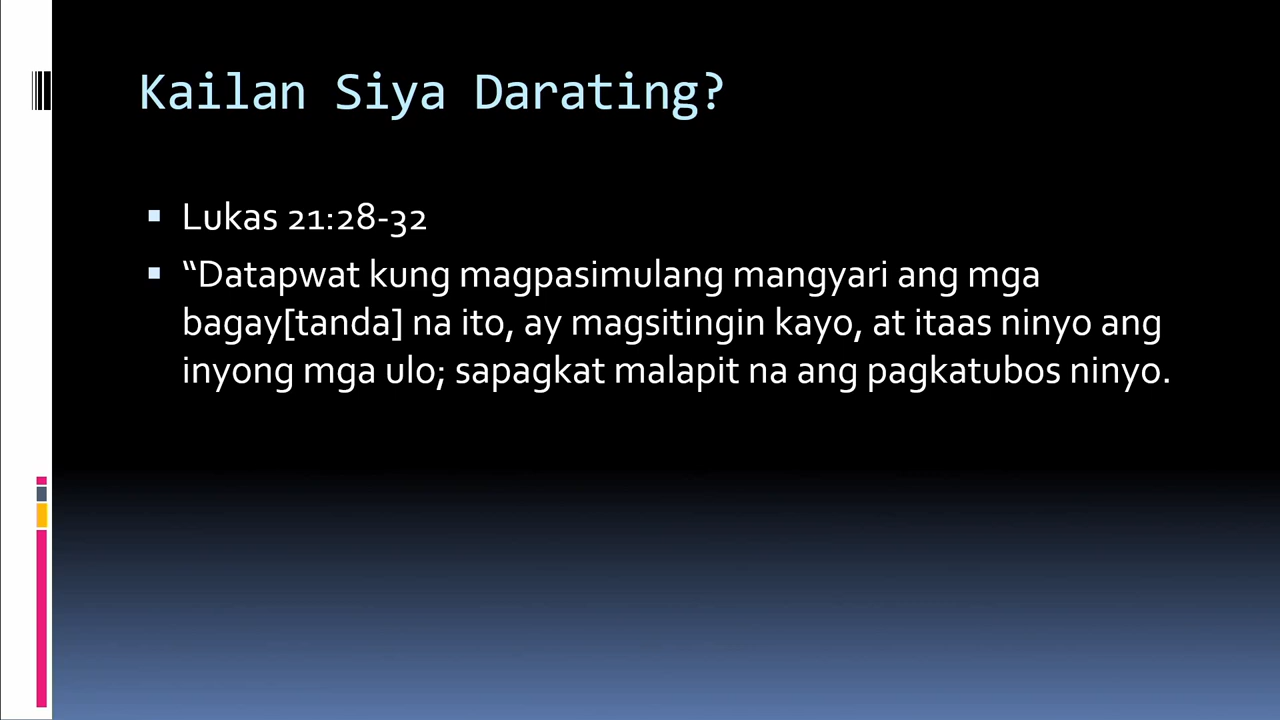 Kailan Siya Darating?
Lukas 21:28-32
“Datapwat kung magpasimulang mangyari ang mga
bagay[tanda] na ito, ay magsitingin kayo, at itaas ninyo ang
inyong mga ulo; sapagkat malapit na ang pagkatubos ninyo.